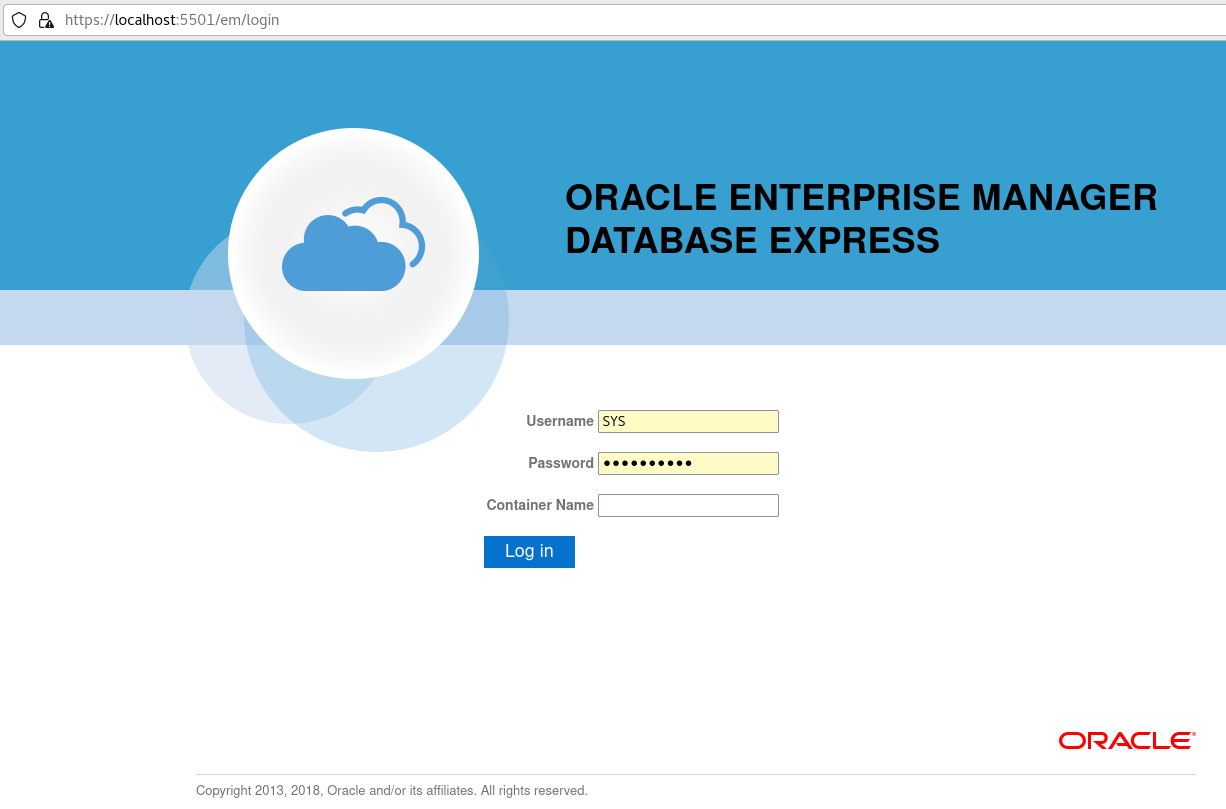 https://localhost:5501/em/login
ORACLE ENTERPRISE MANAGER
DATABASE EXPRESS
Username SYS
Password ●●●●●●●●●●
Container Name
Log in
ORACLE®
Copyright 2013, 2018, Oracle and/or its affiliates. All rights reserved.